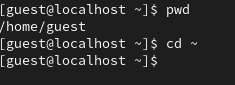 [guest@localhost ~]$ pwd
/home/guest
[guest@localhost ~]$ cd ~
[guest@localhost ~]$